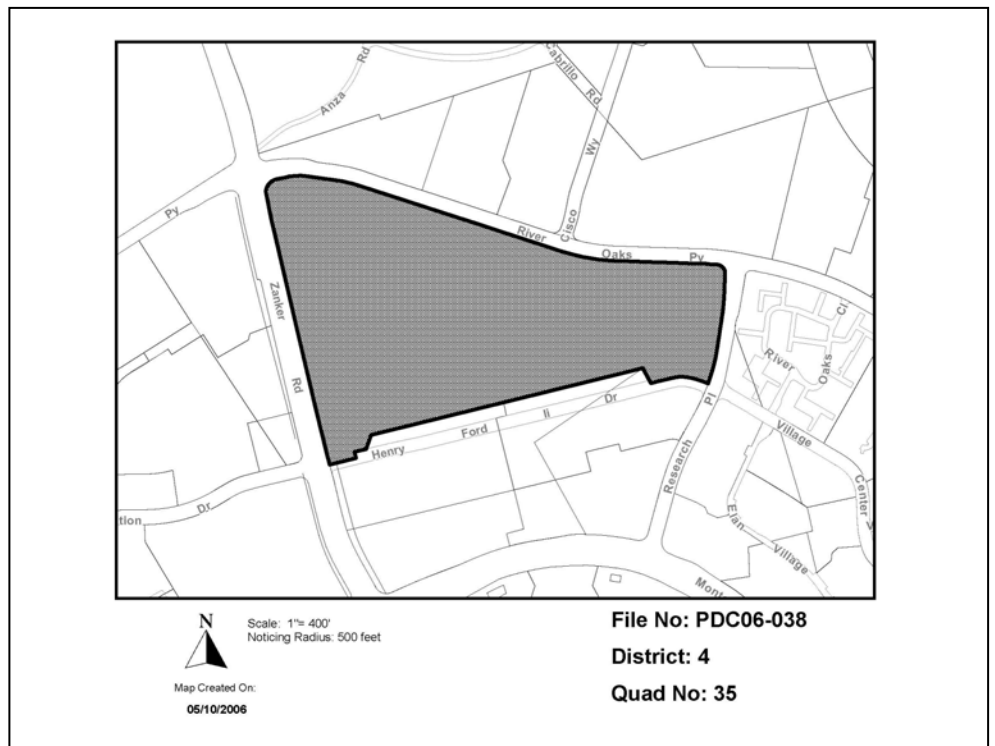 Anza
Rd
Cabrillo
Rd
Cisco
Wy
Py
River
Oaks
Py
Zanker
Rd
Cl
River
Oaks
Henry
Ford
Ii
Dr
Research
Pl
Village
Center
V
tion
Dr
Elan
Village
Mont
N
Scale: 1"= 400'
Noticing Radius: 500 feet
Map Created On:
05/10/2006
File No: PDC06-038
District: 4
Quad No: 35